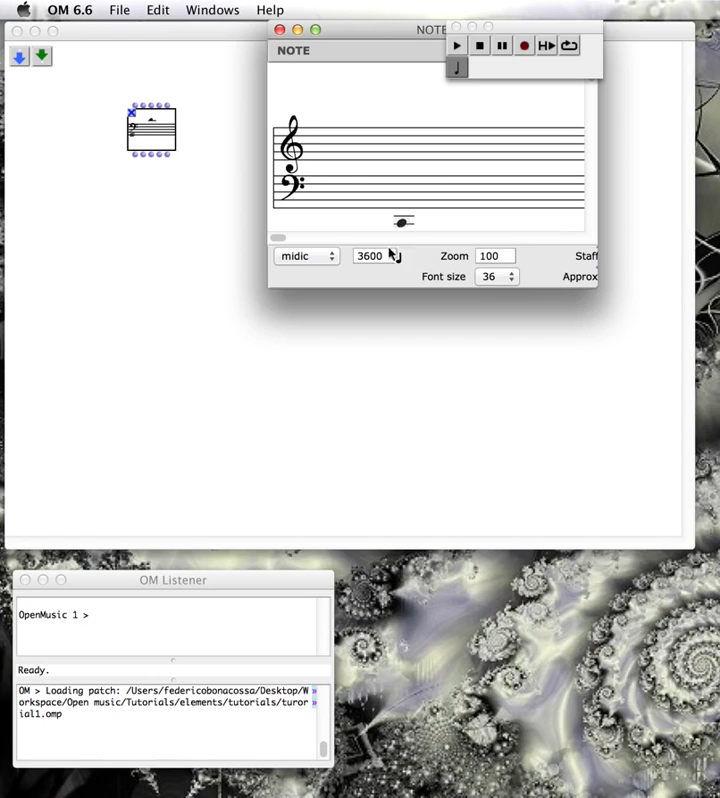 OM 6.6 File Edit Windows Help
NOTE
NOTE
midic 3600 Zoom 100 Staff
Font size 36 Approx
OM Listener
OpenMusic 1 >
Ready.
OM > Loading patch: /Users/federicobonacossa/Desktop/W
orkspace/Open music/Tutorials/elements/tutorials/turor
ial1.omp